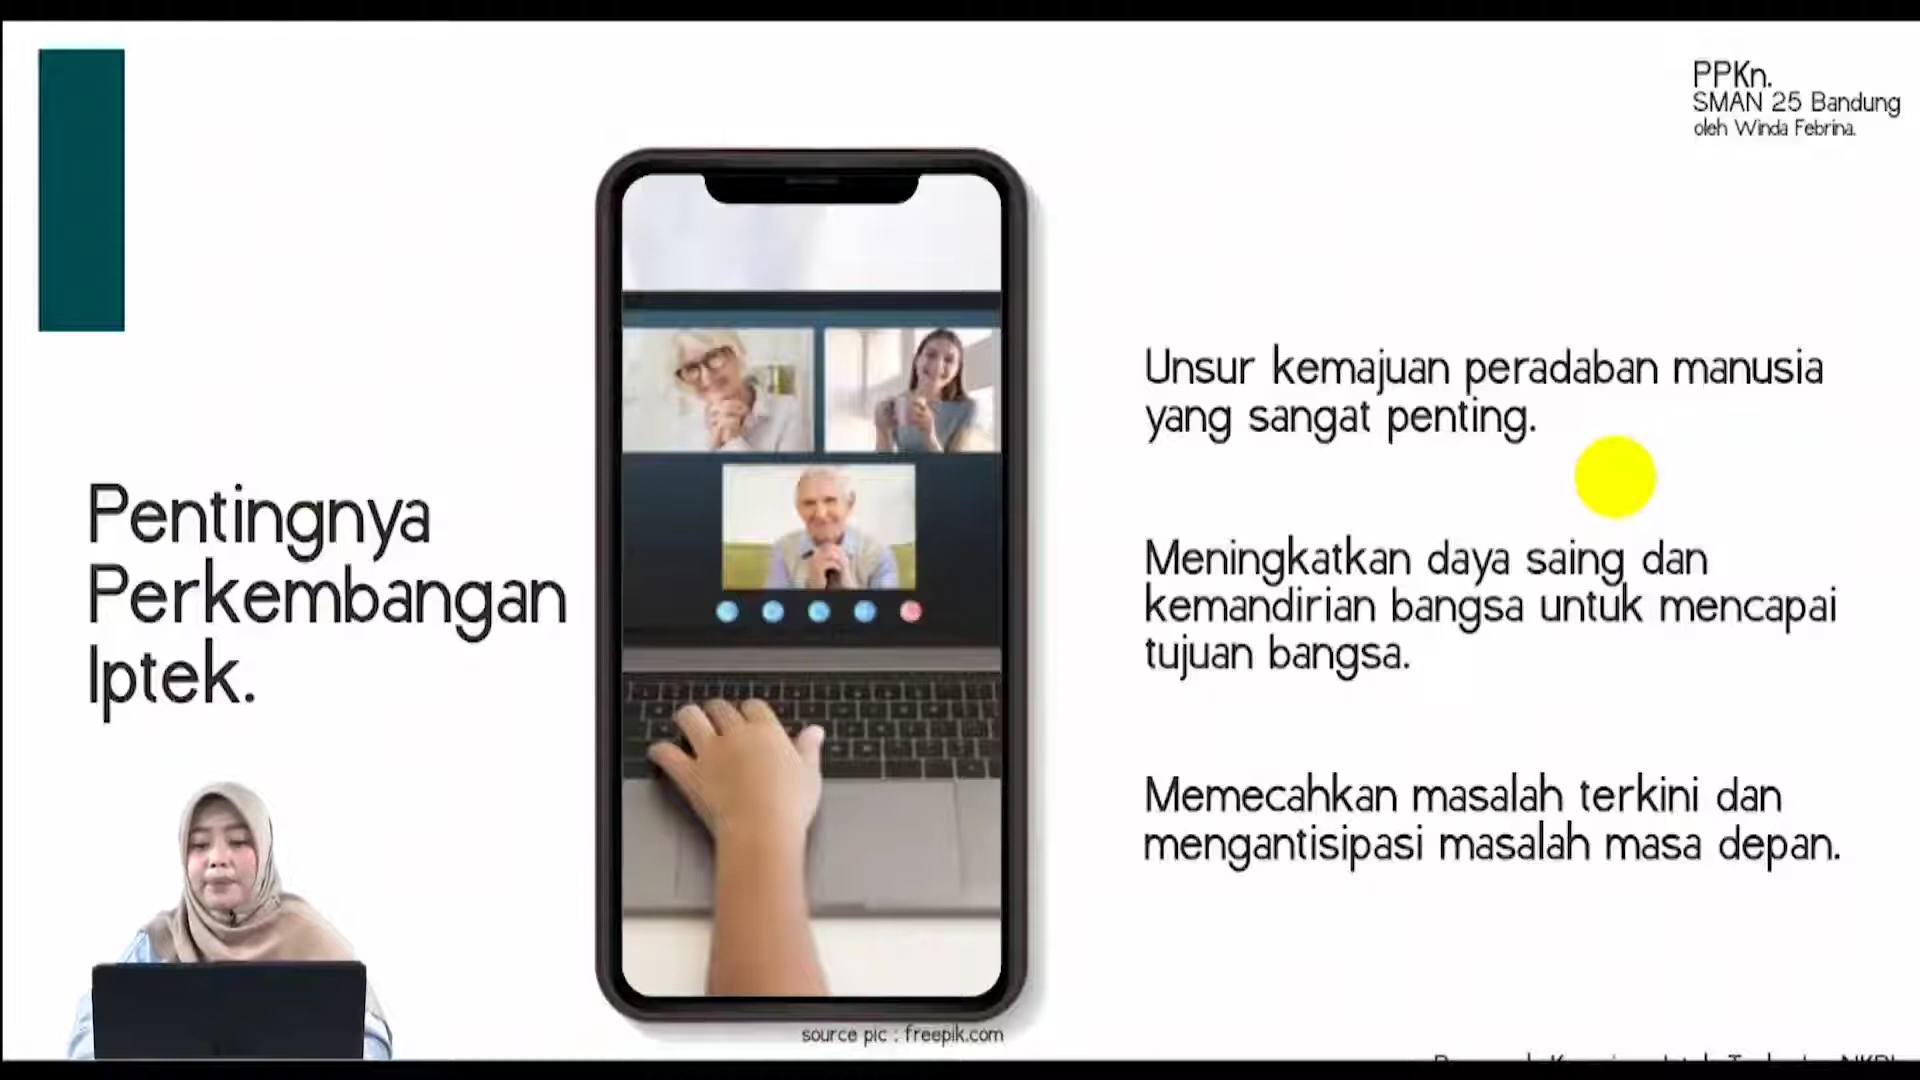 PPKn.
SMAN 25 Bandung
oleh Winda Febrina.
Pentingnya
Perkembangan
Iptek.
Unsur kemajuan peradaban manusia
yang sangat penting.
Meningkatkan daya saing dan
kemandirian bangsa untuk mencapai
tujuan bangsa.
Memecahkan masalah terkini dan
mengantisipasi masalah masa depan.
source pic : freepik.com